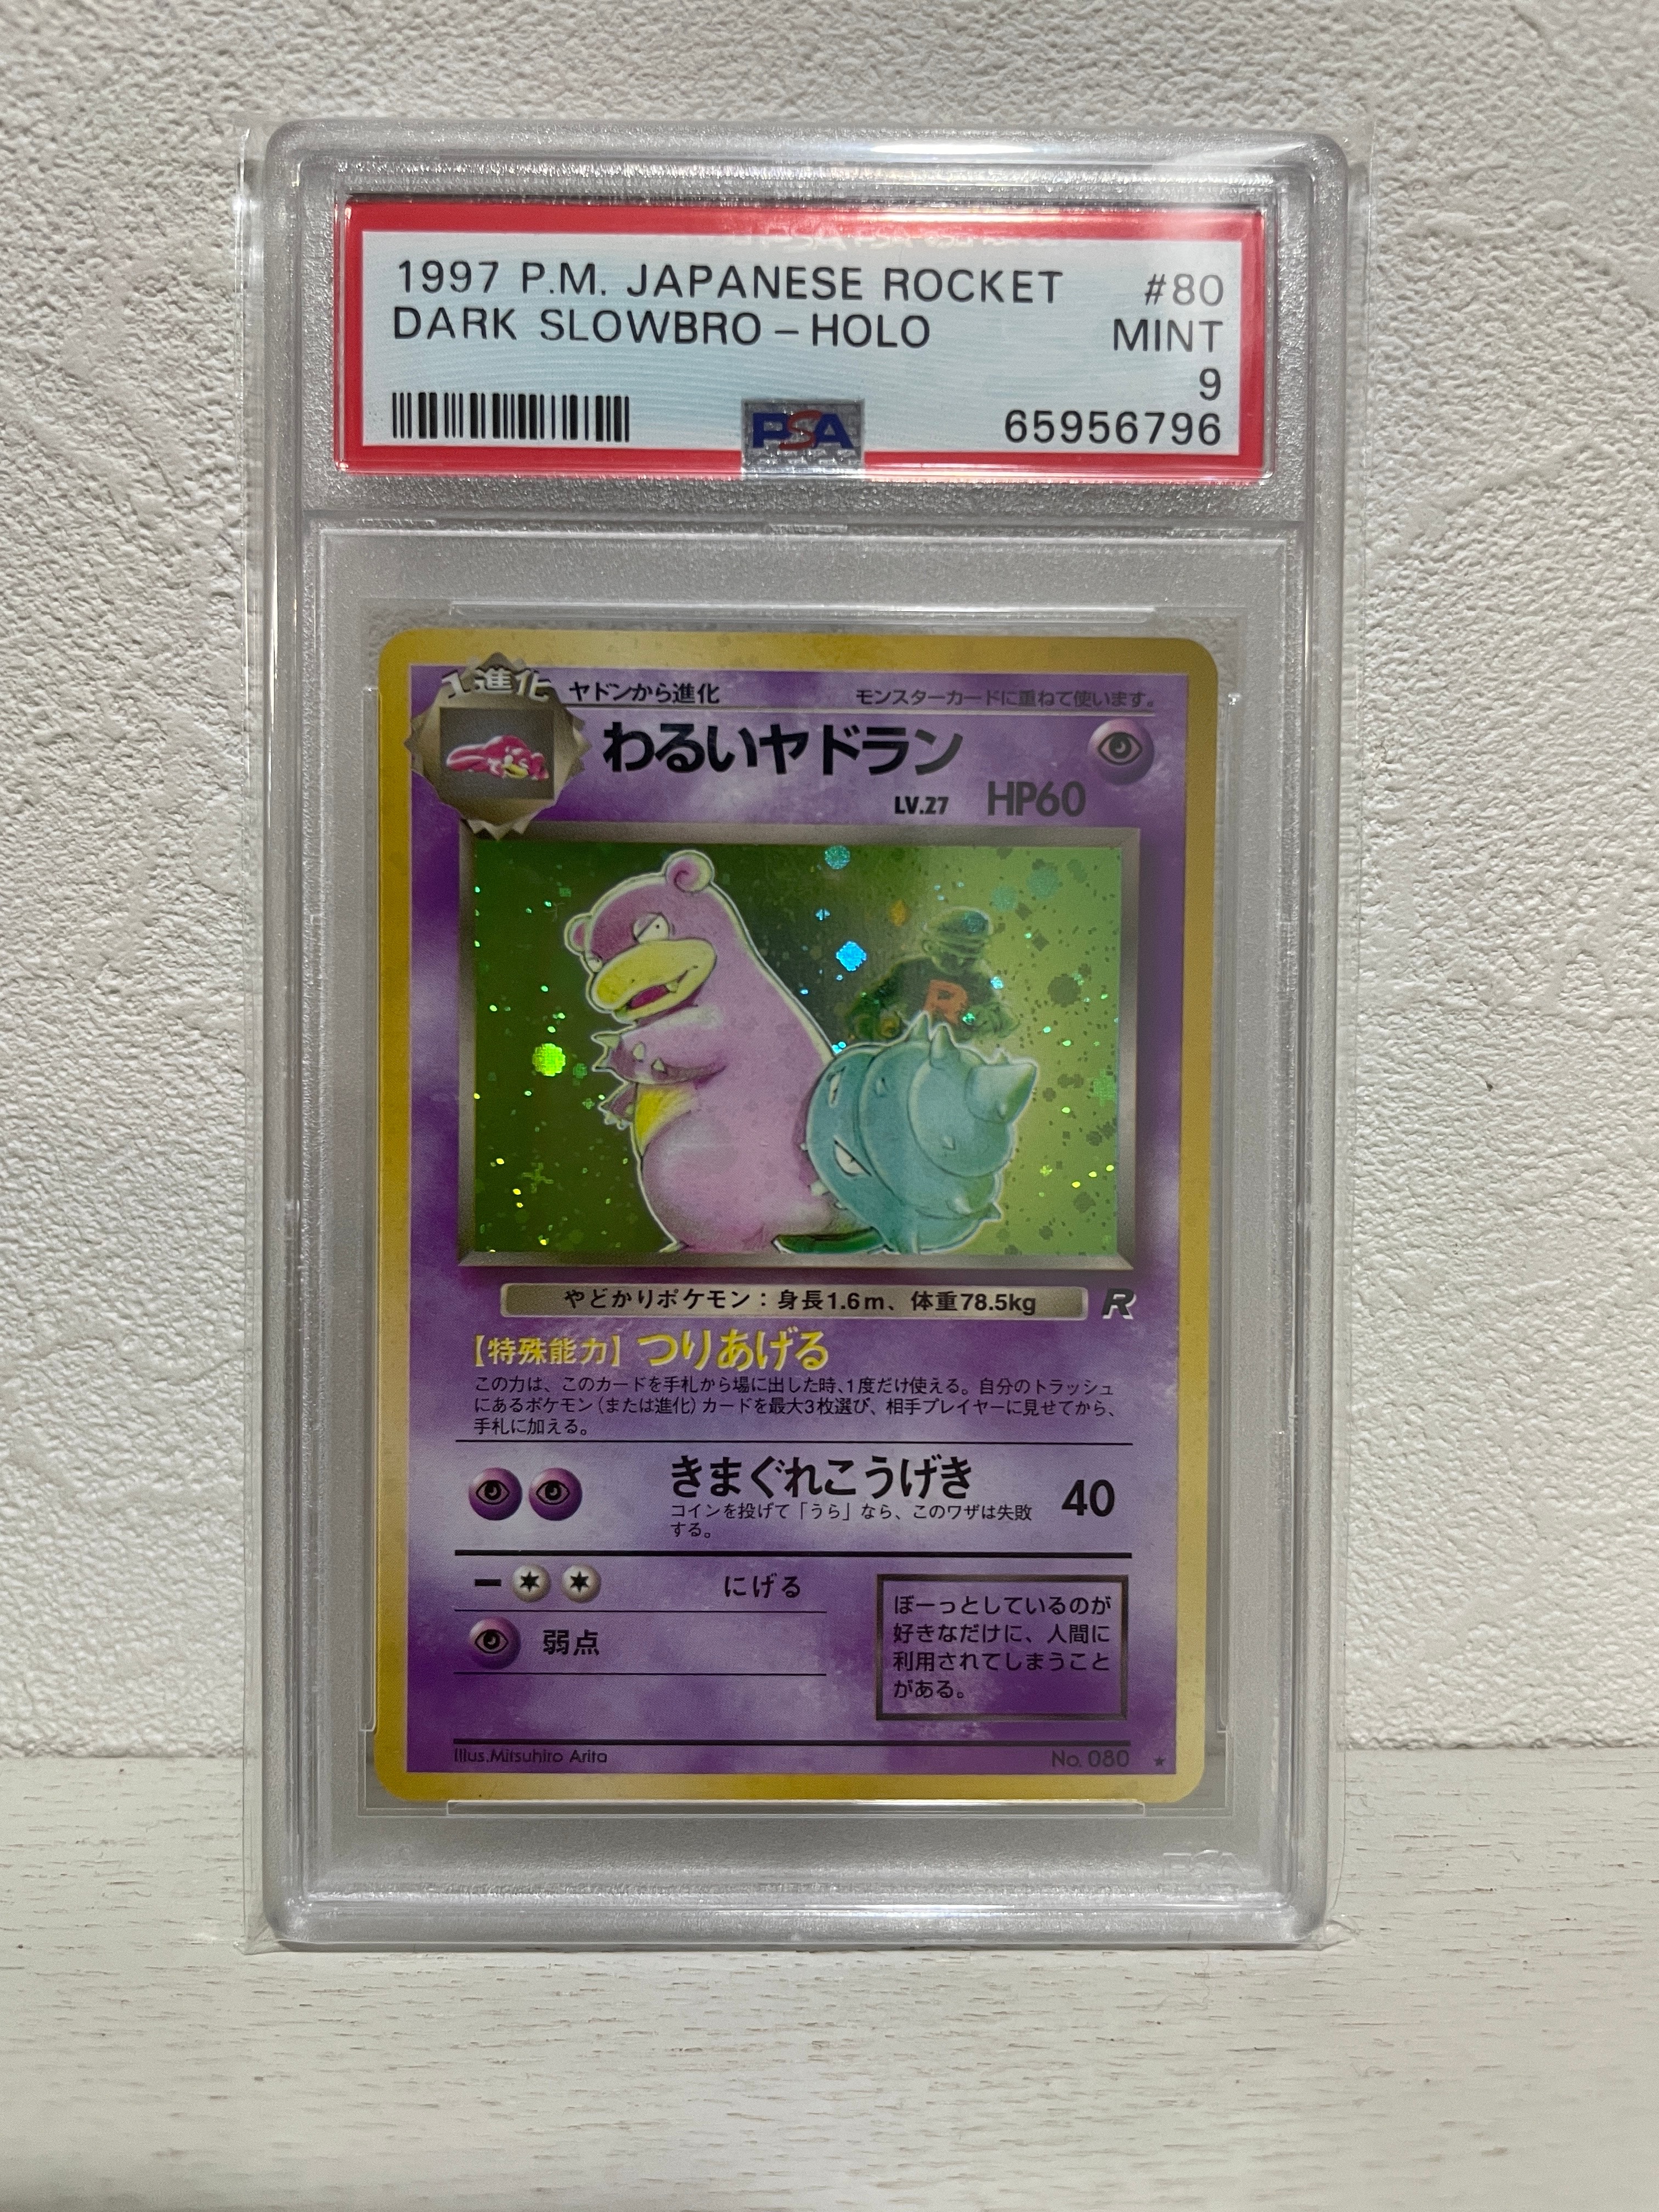 1997 P.M. JAPANESE ROCKET #80
DARK SLOWBRO – HOLO MINT
9
PSA 65956796
1進化 ヤドンから進化 モンスターカードに重ねて使います。
わるいヤドラン
LV.27 HP60
R
やどかりポケモン：身長1.6m、体重78.5kg R
【特殊能力】つりあげる
この力は、このカードを手札から場に出した時、1度だけ使える。自分のトラッシュ
にあるポケモン（または進化）カードを最大3枚選び、相手プレイヤーに見せてから、
手札に加える。
きまぐれこうげき 40
コインを投げて「うら」なら、このワザは失敗
する。
ー にげる
弱点
ぼーっとしているのが
好きなだけに、人間に
利用されてしまうこと
がある。
Illus.Mitsuhiro Arita No. 080 ★